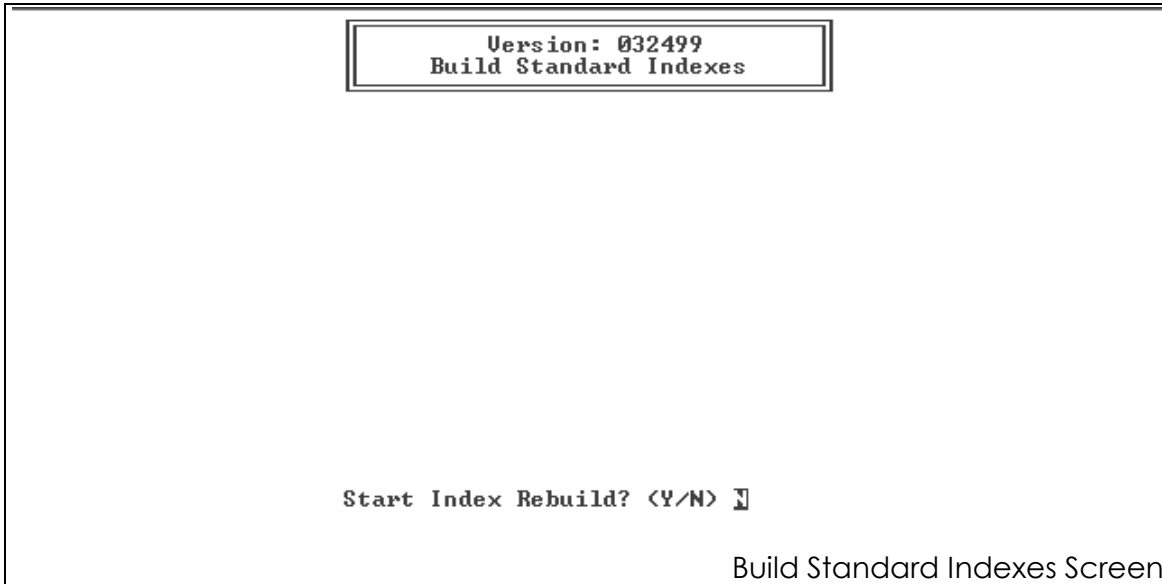 Version: 032499
Build Standard Indexes
Start Index Rebuild? (Y/N) N
Build Standard Indexes Screen